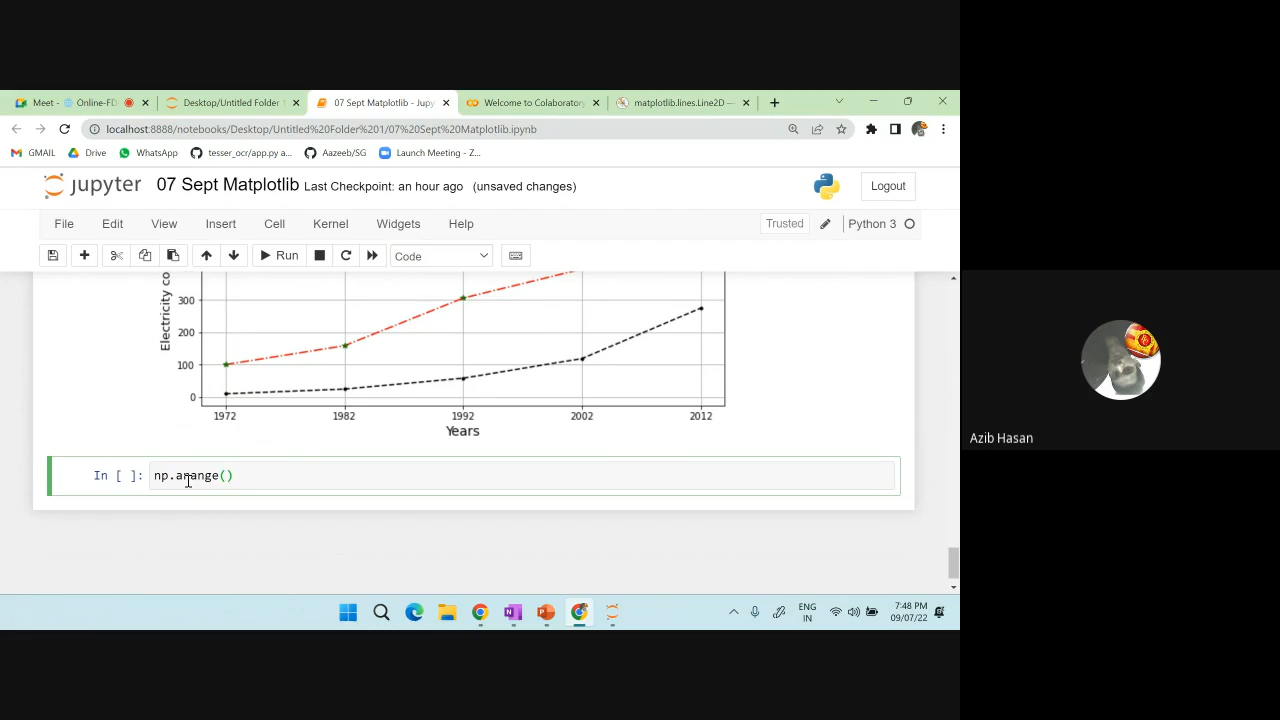 Meet - Online-FD
Desktop/Untitled Folder 1
07 Sept Matplotlib - Jupy
Welcome to Colaboratory
matplotlib.lines.Line2D —
localhost:8888/notebooks/Desktop/Untitled%20Folder%201/07%20Sept%20Matplotlib.ipynb
GMAIL
Drive
WhatsApp
tesser_ocr/app.py a...
Aazeeb/SG
Launch Meeting - Z...
jupyter 07 Sept Matplotlib Last Checkpoint: an hour ago (unsaved changes)
Logout
File Edit View Insert Cell Kernel Widgets Help
Trusted
Python 3
Run
Code
Electricity co
300
200
100
0
1972 1982 1992 2002 2012
Years
In [ ]: np.arange()
Azib Hasan
ENG
IN
7:48 PM
09/07/22